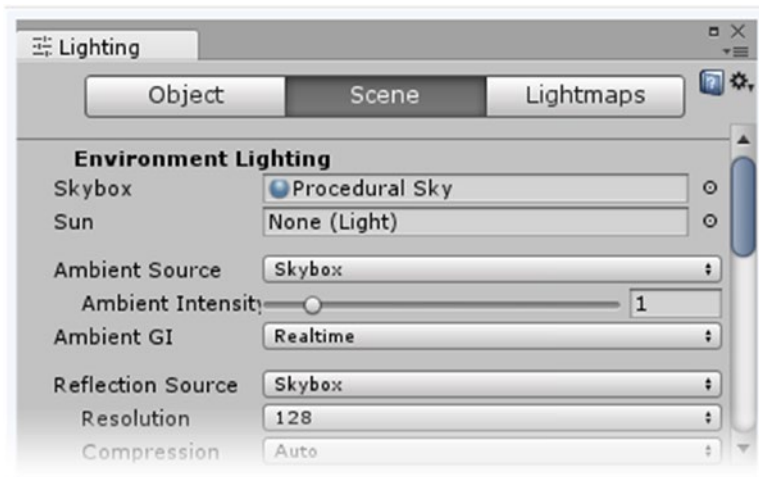 Lighting
Object Scene Lightmaps
Environment Lighting
Skybox Procedural Sky
Sun None (Light)
Ambient Source Skybox
Ambient Intensity 1
Ambient GI Realtime
Reflection Source Skybox
Resolution 128
Compression Auto